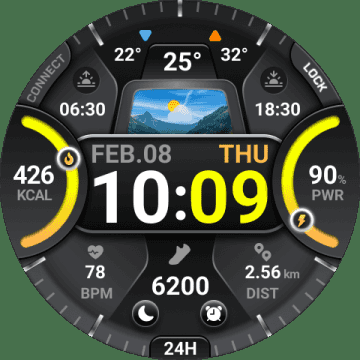 22° 25° 32°
CONNECT LOCK
06:30 18:30
FEB.08 THU
10:09
426
KCAL
90%
PWR
78
BPM
6200
2.56 km
DIST
24H